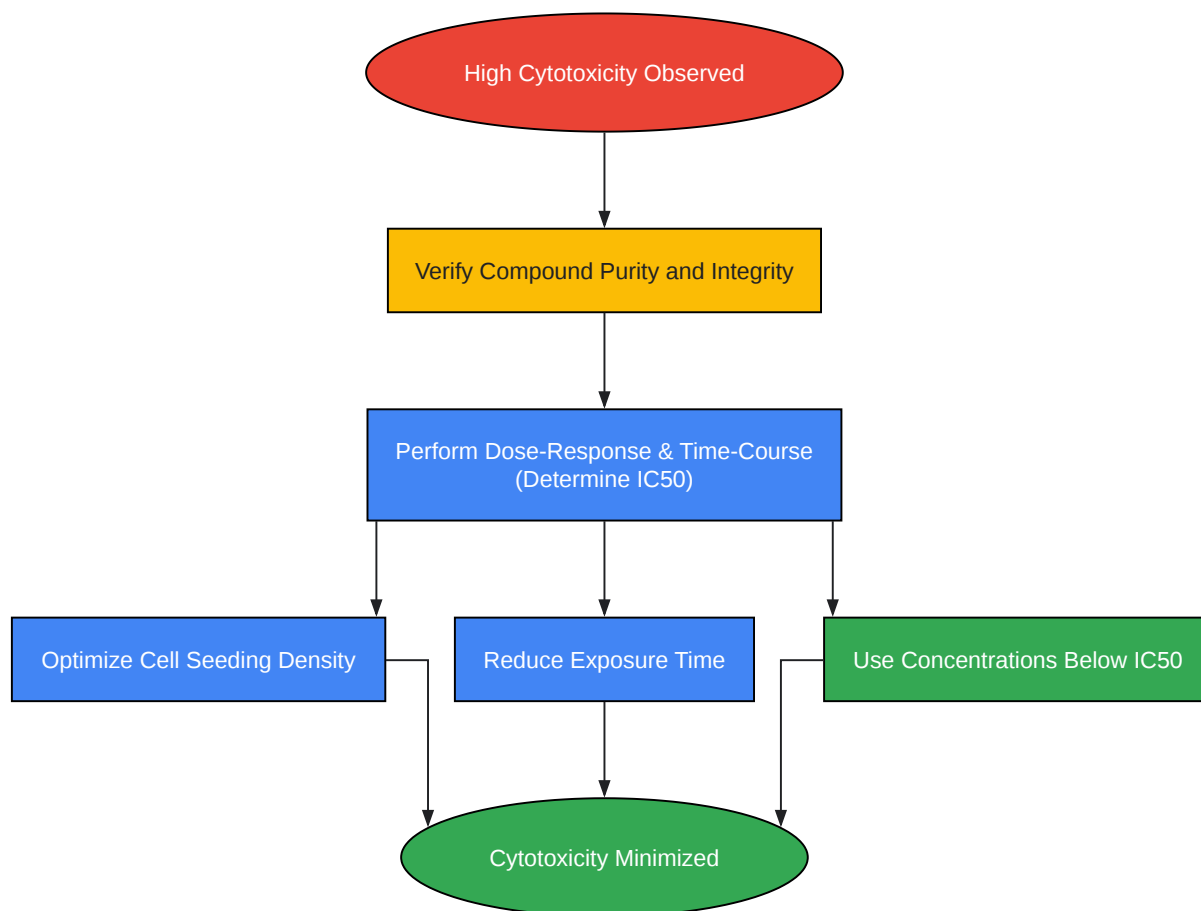 High Cytotoxicity Observed
Verify Compound Purity and Integrity
Perform Dose-Response & Time-Course
(Determine IC50)
Optimize Cell Seeding Density
Reduce Exposure Time
Use Concentrations Below IC50
Cytotoxicity Minimized